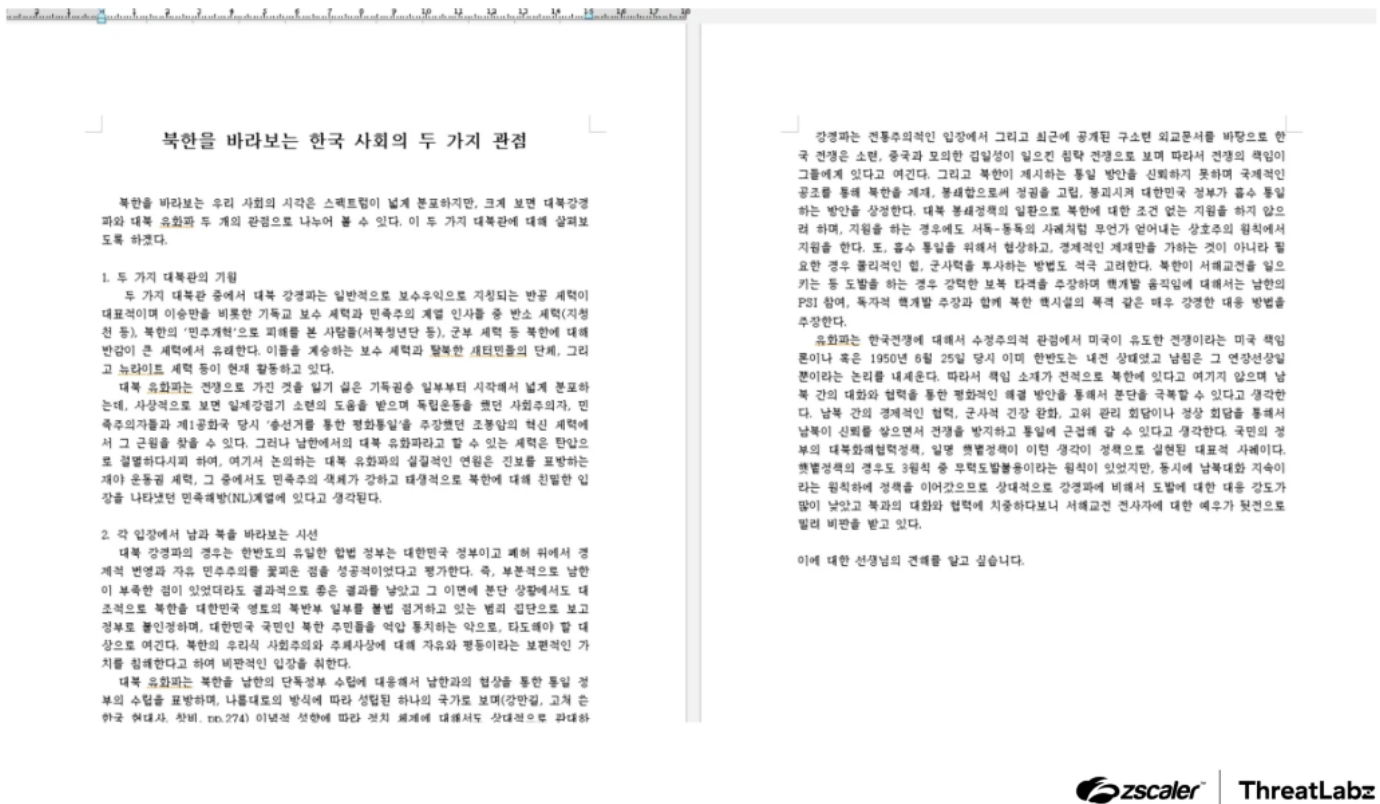 북한을 바라보는 한국 사회의 두 가지 관점
북한을 바라보는 우리 사회의 시각은 스펙트럼이 넓게 분포하지만, 크게 보면 대북강경
파와 대북 유화파 두 개의 관점으로 나누어 볼 수 있다. 이 두 가지 대북관에 대해 살펴보
도록 하겠다.
1. 두 가지 대북관의 기원
두 가지 대북관 중에서 대북 강경파는 일반적으로 보수우익으로 지칭되는 반공 세력이
대표적이며 이승만을 비롯한 기독교 보수 세력과 민족주의 계열 인사들 중 반소 세력(지청
천 등), 북한의 '민주개혁'으로 피해를 본 사람들(서북청년단 등), 군부 세력 등 북한에 대해
반감이 큰 세력에서 유래한다. 이들을 계승하는 보수 세력과 탈북한 새터민들의 단체, 그리
고 뉴라이트 세력 등이 현재 활동하고 있다.
대북 유화파는 전쟁으로 가진 것을 잃기 싫은 기득권층 일부부터 시작해서 넓게 분포하
는데, 사상적으로 보면 일제강점기 소련의 도움을 받으며 독립운동을 했던 사회주의자, 민
족주의자들과 제1공화국 당시 '총선거를 통한 평화통일'을 주장했던 조봉암의 혁신 세력에
서 그 근원을 찾을 수 있다. 그러나 남한에서의 대북 유화파라고 할 수 있는 세력은 탄압으
로 절멸하다시피 하여, 여기서 논의하는 대북 유화파의 실질적인 연원은 진보를 표방하는
재야 운동권 세력, 그 중에서도 민족주의 색채가 강하고 태생적으로 북한에 대해 친밀한 입
장을 나타냈던 민족해방(NL)계열에 있다고 생각된다.
2. 각 입장에서 남과 북을 바라보는 시선
대북 강경파의 경우는 한반도의 유일한 합법 정부는 대한민국 정부이고 폐허 위에서 경
제적 번영과 자유 민주주의를 꽃피운 점을 성공적이었다고 평가한다. 즉, 부분적으로 남한
이 부족한 점이 있었더라도 결과적으로 좋은 결과를 낳았고 그 이면에 분단 상황에서도 대
조적으로 북한을 대한민국 영토의 북반부 일부를 불법 점거하고 있는 범죄 집단으로 보고
정부로 불인정하며, 대한민국 국민인 북한 주민들을 억압 통치하는 악으로, 타도해야 할 대
상으로 여긴다. 북한의 우리식 사회주의와 주체사상에 대해 자유와 평등이라는 보편적인 가
치를 침해한다고 하여 비판적인 입장을 취한다.
대북 유화파는 북한을 남한의 단독정부 수립에 대응해서 남한과의 협상을 통한 통일 정
부의 수립을 표방하며, 나름대로의 방식에 따라 성립된 하나의 국가로 보며(강만길, 고쳐 쓴
한국 현대사, 창비, pp.274) 이념적 성향에 따라 정치 체제에 대해서도 상대적으로 관대하
강경파는 전통주의적인 입장에서 그리고 최근에 공개된 구소련 외교문서를 바탕으로 한
국 전쟁은 소련, 중국과 모의한 김일성이 일으킨 침략 전쟁으로 보며 따라서 전쟁의 책임이
그들에게 있다고 여긴다. 그리고 북한이 제시하는 통일 방안을 신뢰하지 못하며 국제적인
공조를 통해 북한을 제재, 봉쇄함으로써 정권을 고립, 붕괴시켜 대한민국 정부가 흡수 통일
하는 방안을 상정한다. 대북 봉쇄정책의 일환으로 북한에 대한 조건 없는 지원을 하지 않으
려 하며, 지원을 하는 경우에도 서독-동독의 사례처럼 무언가 얻어내는 상호주의 원칙에서
지원을 한다. 또, 흡수 통일을 위해서 협상하고, 경제적인 제재만을 가하는 것이 아니라 필
요한 경우 물리적인 힘, 군사력을 투사하는 방법도 적극 고려한다. 북한이 서해교전을 일으
키는 등 도발을 하는 경우 강력한 보복 타격을 주장하며 핵개발 움직임에 대해서는 남한의
PSI 참여, 독자적 핵개발 주장과 함께 북한 핵시설의 폭격 같은 매우 강경한 대응 방법을
주장한다.
유화파는 한국전쟁에 대해서 수정주의적 관점에서 미국이 유도한 전쟁이라는 미국 책임
론이나 혹은 1950년 6월 25일 당시 이미 한반도는 내전 상태였고 남침은 그 연장선상일
뿐이라는 논리를 내세운다. 따라서 책임 소재가 전적으로 북한에 있다고 여기지 않으며 남
북 간의 대화와 협력을 통한 평화적인 해결 방안을 통해서 분단을 극복할 수 있다고 생각한
다. 남북 간의 경제적인 협력, 군사적 긴장 완화, 고위 관리 회담이나 정상 회담을 통해서
남북이 신뢰를 쌓으면서 전쟁을 방지하고 통일에 근접해 갈 수 있다고 생각한다. 국민의 정
부의 대북화해협력정책, 일명 햇볕정책이 이런 생각이 정책으로 실현된 대표적 사례이다.
햇볕정책의 경우도 3원칙 중 무력도발불용이라는 원칙이 있었지만, 동시에 남북대화 지속이
라는 원칙하에 정책을 이어갔으므로 상대적으로 강경파에 비해서 도발에 대한 대응 강도가
많이 낮았고 북과의 대화와 협력에 치중하다보니 서해교전 전사자에 대한 예우가 뒷전으로
밀려 비판을 받고 있다.
이에 대한 선생님의 견해를 알고 싶습니다.
zscaler ThreatLabz